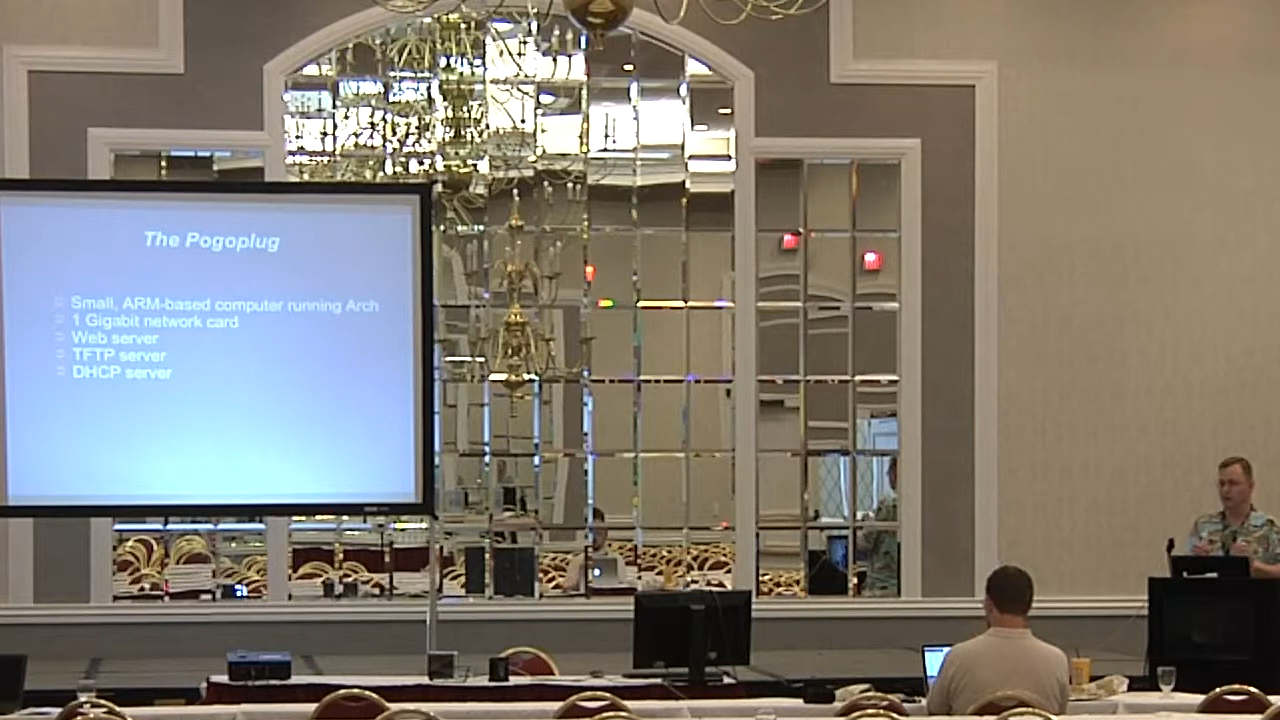 The Pogoplug
Small, ARM-based computer running Arch
1 Gigabit network card
Web server
TFTP server
DHCP server